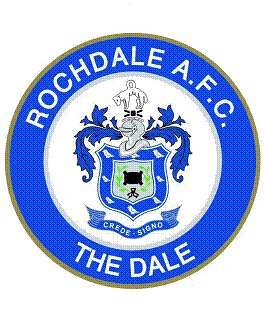 ROCHDALE A.F.C.
CREDE - SIGNO
THE DALE